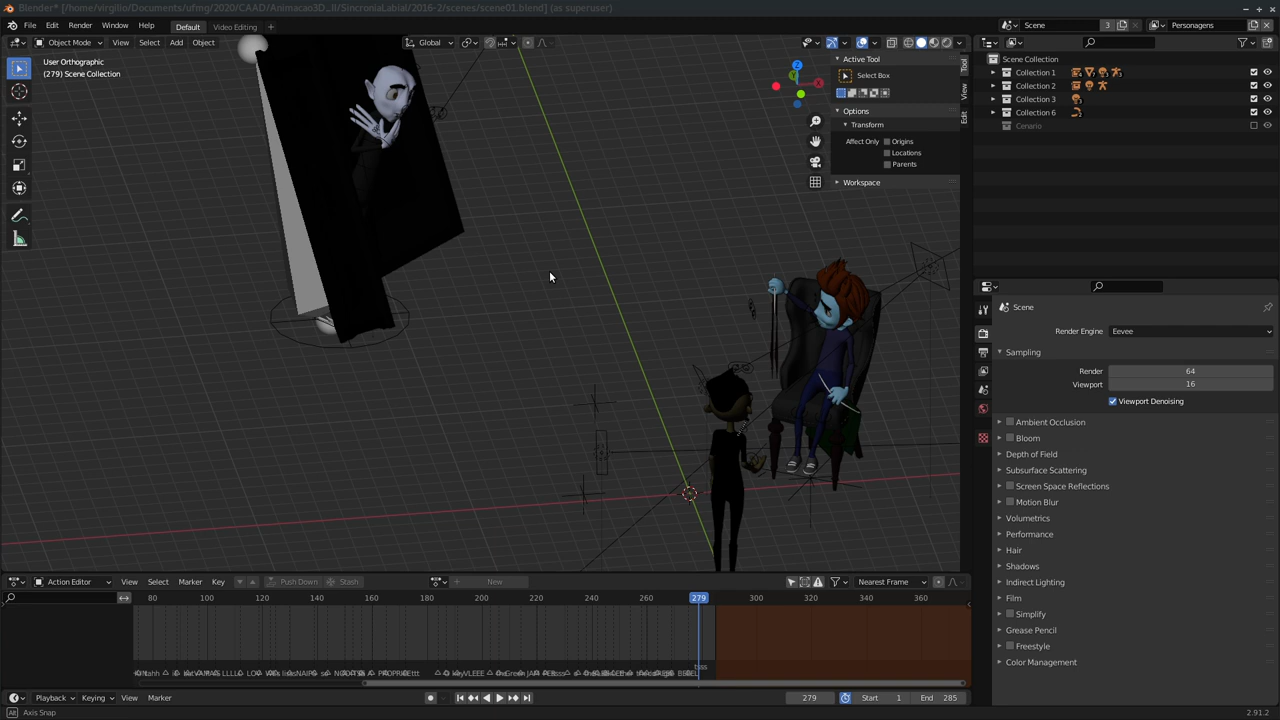 Blender* [/home/virgilio/Documents/ufmg/2020/CAAD/Animacao3D_II/SincroniaLabial/2016-2/scenes/scene01.blend] (as superuser)
File Edit Render Window Help Default Video Editing + Scene 3 Personagens
Object Mode View Select Add Object Global
User Orthographic
(279) Scene Collection
Z
Y
X
Active Tool
Select Box
Options
Transform
Affect Only Origins
Locations
Parents
Workspace
Tool
View
Edit
Scene Collection
Collection 1
Collection 2
Collection 3
Collection 6
Cenario
Scene
Render Engine Eevee
Sampling
Render 64
Viewport 16
Viewport Denoising
Ambient Occlusion
Bloom
Depth of Field
Subsurface Scattering
Screen Space Reflections
Motion Blur
Volumetrics
Performance
Hair
Shadows
Indirect Lighting
Film
Simplify
Grease Pencil
Freestyle
Color Management
Action Editor View Select Marker Key Push Down Stash New Nearest Frame
80 100 120 140 160 180 200 220 240 260 279 300 320 340 360
Playback Keying View Marker 279 Start 1 End 285
Axis Snap 2.91.2